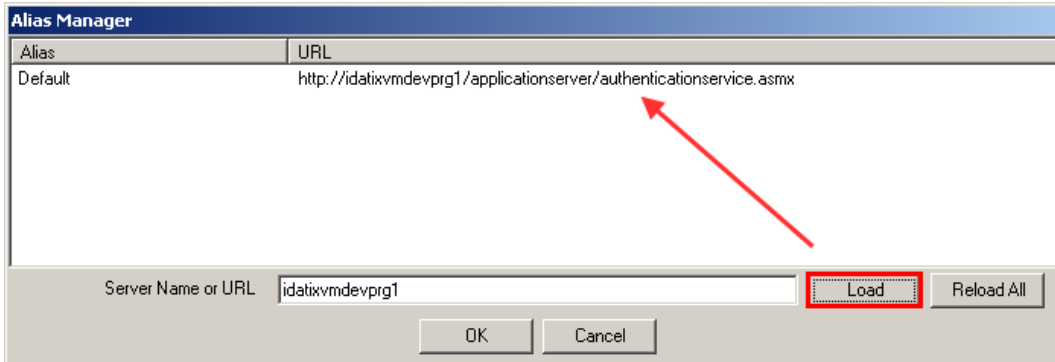 Alias Manager
Alias URL
Default http://idatixvmdevprg1/applicationserver/authenticationservice.asmx
Server Name or URL idatixvmdevprg1 Load Reload All
OK Cancel